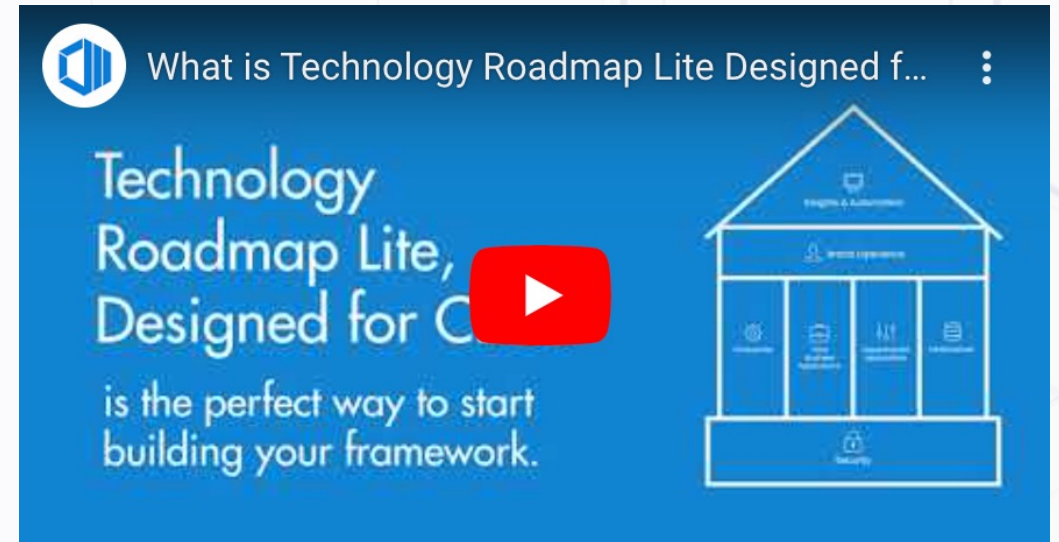 What is Technology Roadmap Lite Designed f...
Technology
Roadmap Lite,
Designed for C
is the perfect way to start
building your framework.
Insights & Automation
Security